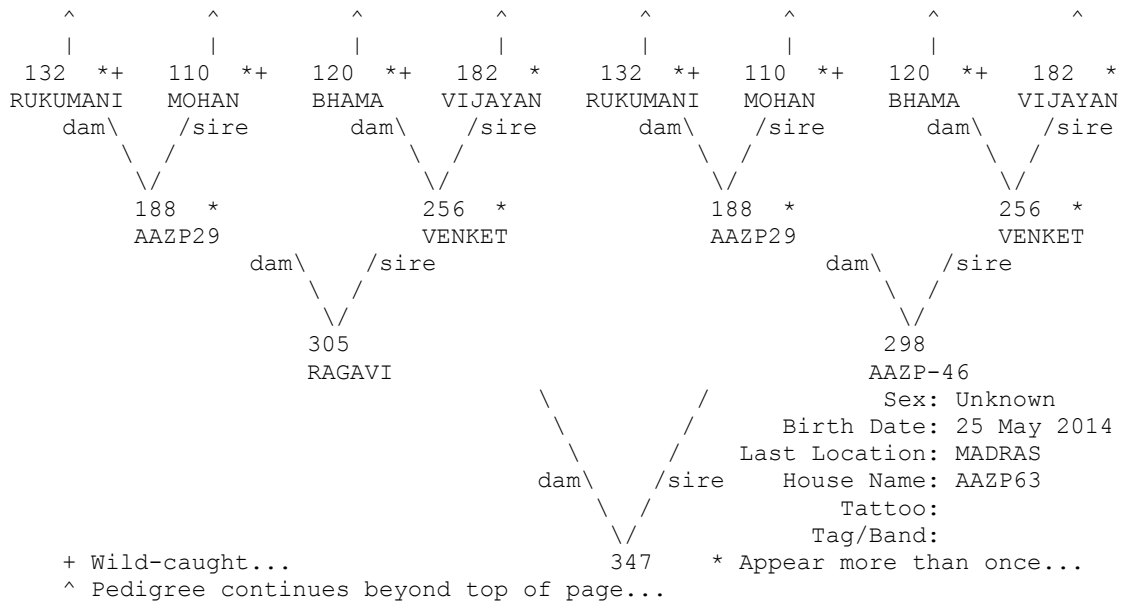 ^ ^ ^ ^ ^ ^ ^ ^
| | | | | | |
132 *+ 110 *+ 120 *+ 182 * 132 *+ 110 *+ 120 *+ 182 *
RUKUMANI MOHAN BHAMA VIJAYAN RUKUMANI MOHAN BHAMA VIJAYAN
dam\ /sire dam\ /sire dam\ /sire dam\ /sire
\ / \ / \ / \ /
\/ \/ \/ \/
188 * 256 * 188 * 256 *
AAZP29 VENKET AAZP29 VENKET
dam\ /sire dam\ /sire
\ / \ /
\/ \/
305 298
RAGAVI AAZP-46
\ / Sex: Unknown
\ / Birth Date: 25 May 2014
\ / Last Location: MADRAS
dam\ /sire House Name: AAZP63
\ / Tattoo:
\/ Tag/Band:
+ Wild-caught... 347 * Appear more than once...
^ Pedigree continues beyond top of page...